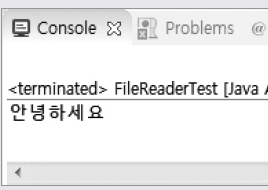 Console Problems @
<terminated> FileReaderTest [Java A
안녕하세요